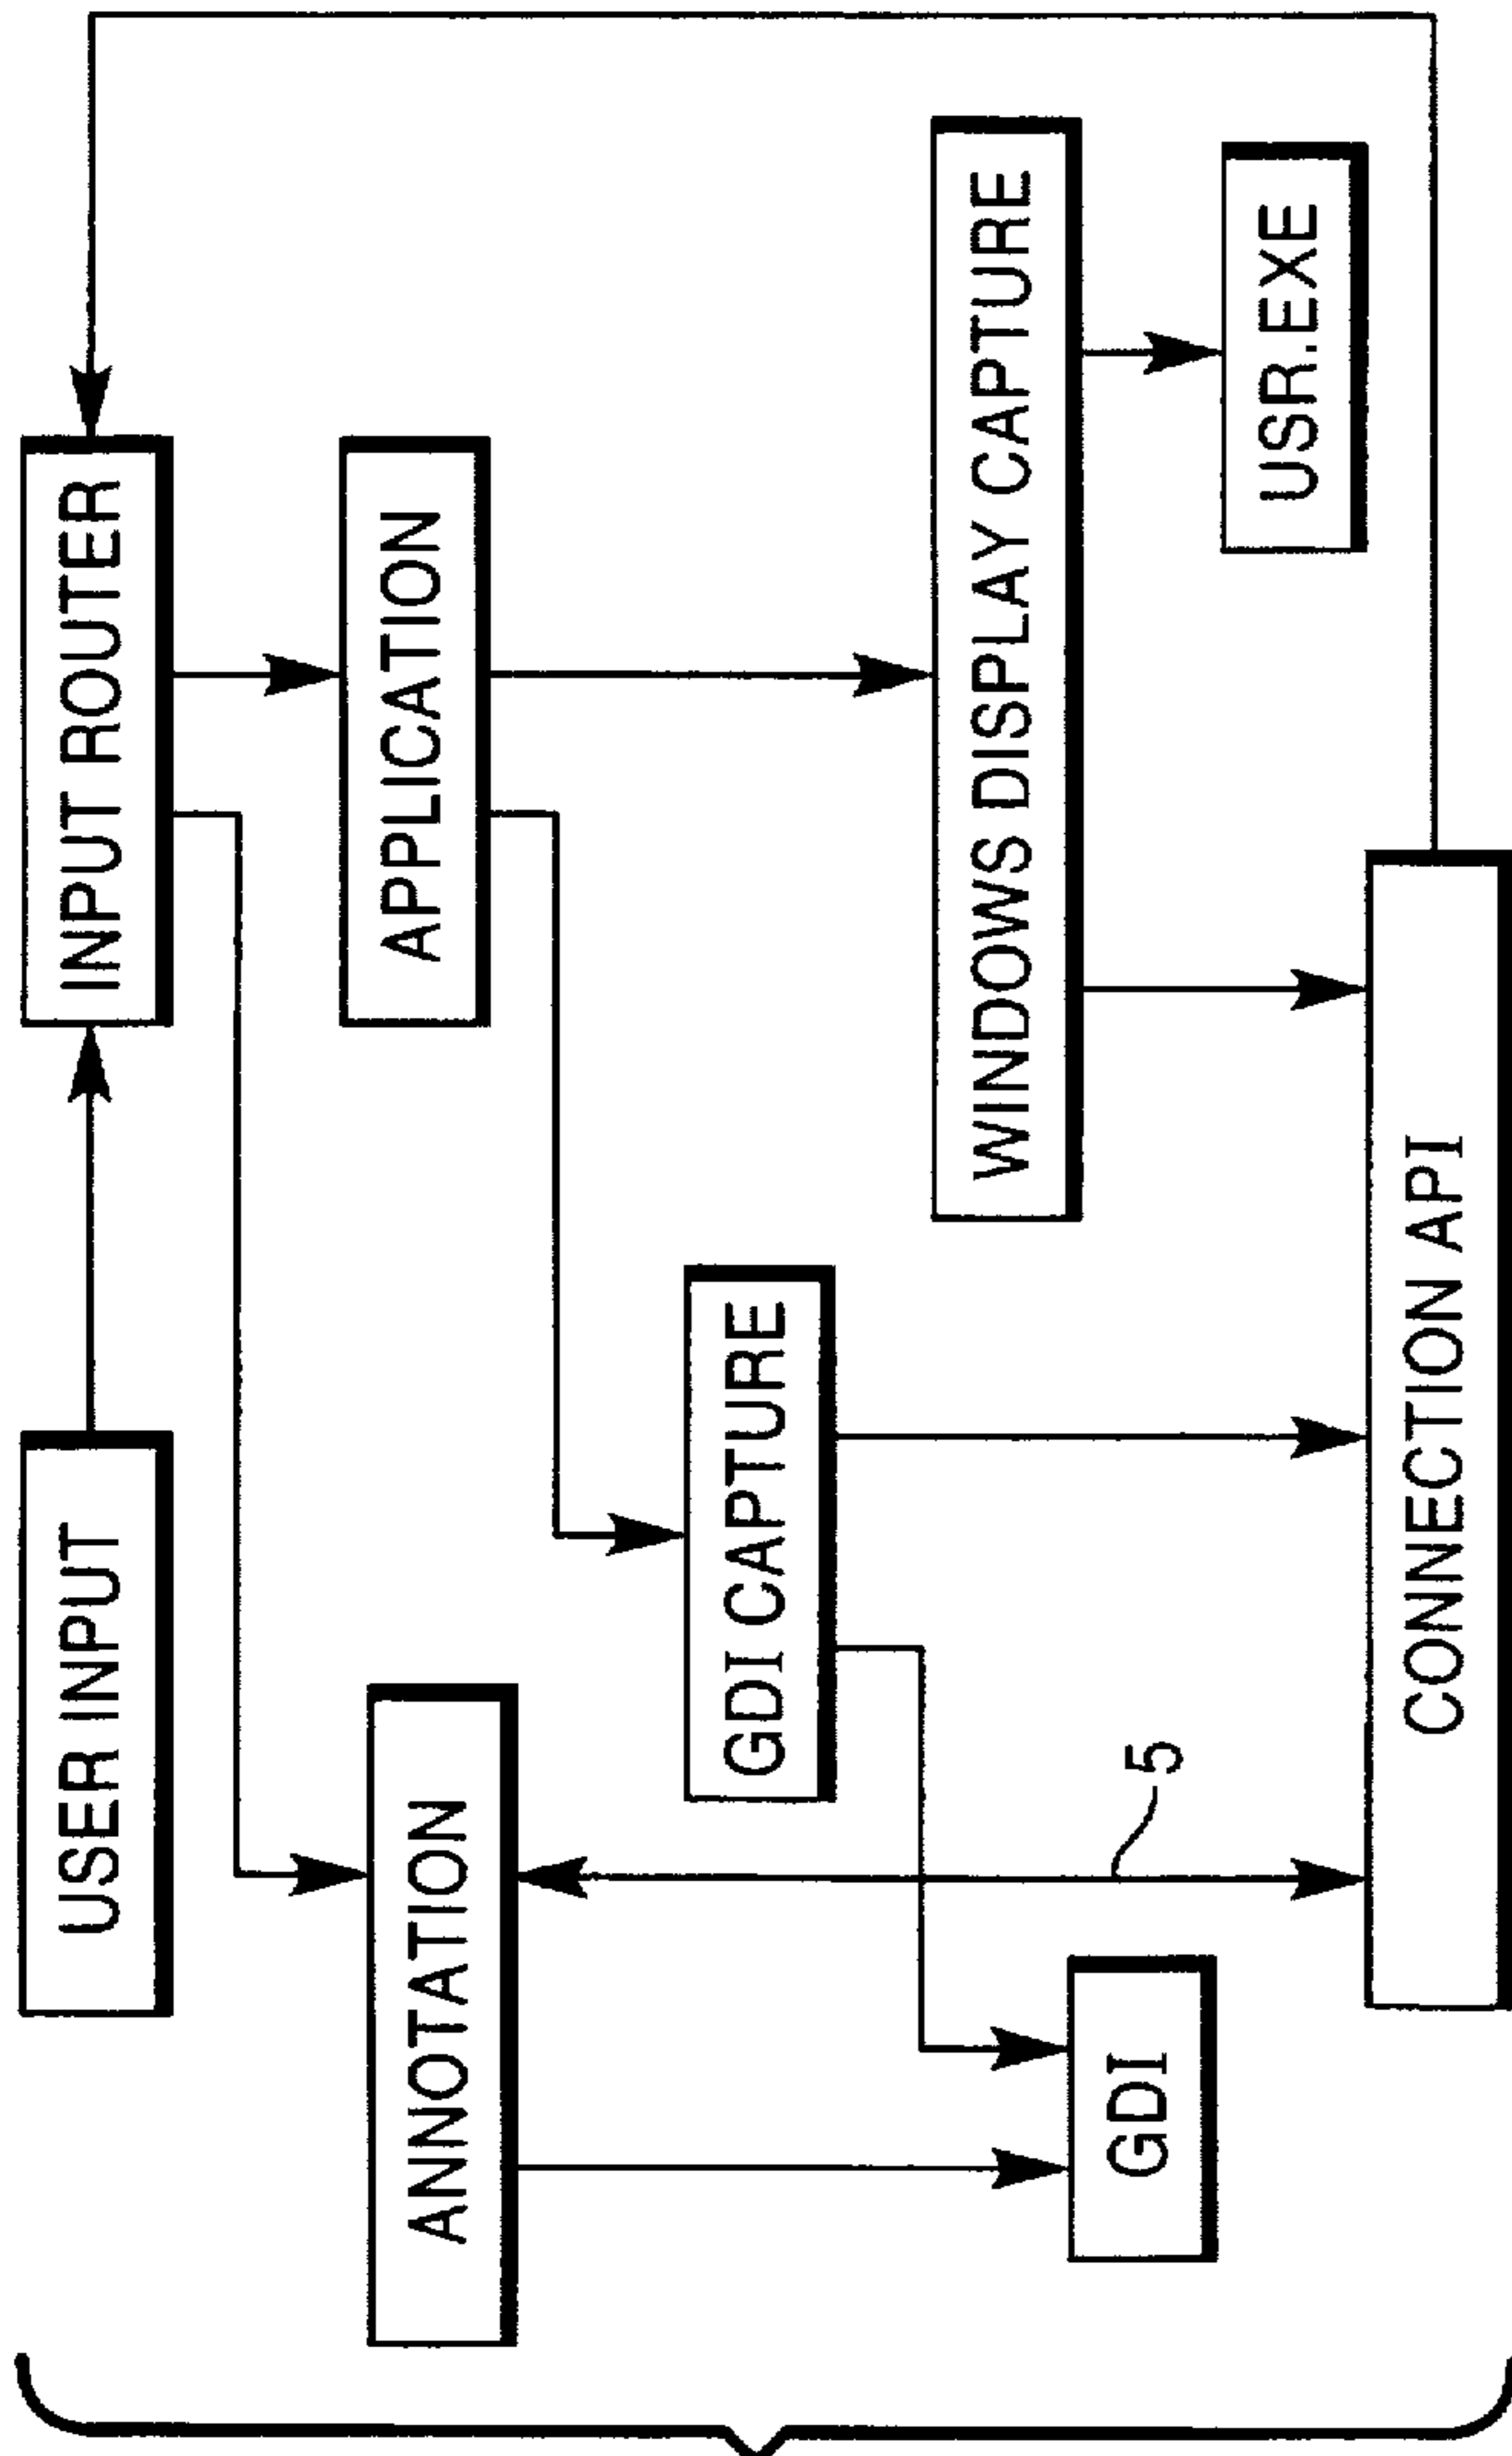 USER INPUT
INPUT ROUTER
ANNOTATION
APPLICATION
GDI CAPTURE
WINDOWS DISPLAY CAPTURE
5
GDI
USR.EXE
CONNECTION API